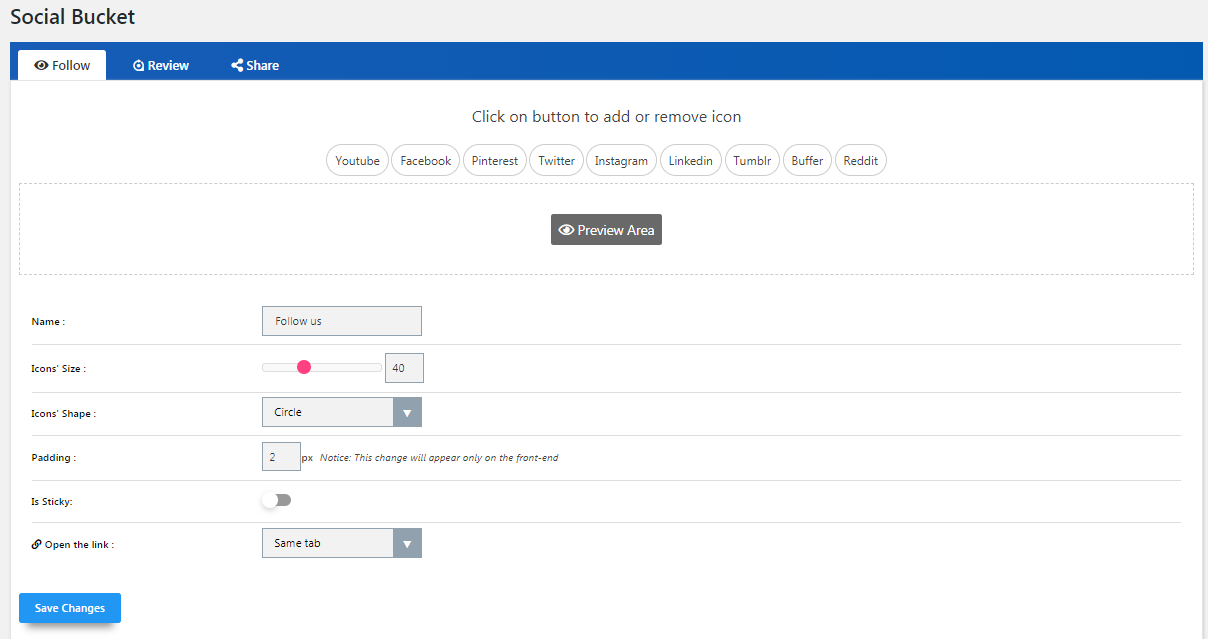 Social Bucket
Follow Review Share
Click on button to add or remove icon
Youtube Facebook Pinterest Twitter Instagram Linkedin Tumblr Buffer Reddit
Preview Area
Name : Follow us
Icons' Size : 40
Icons' Shape : Circle
Padding : 2 px Notice: This change will appear only on the front-end
Is Sticky:
Open the link : Same tab
Save Changes